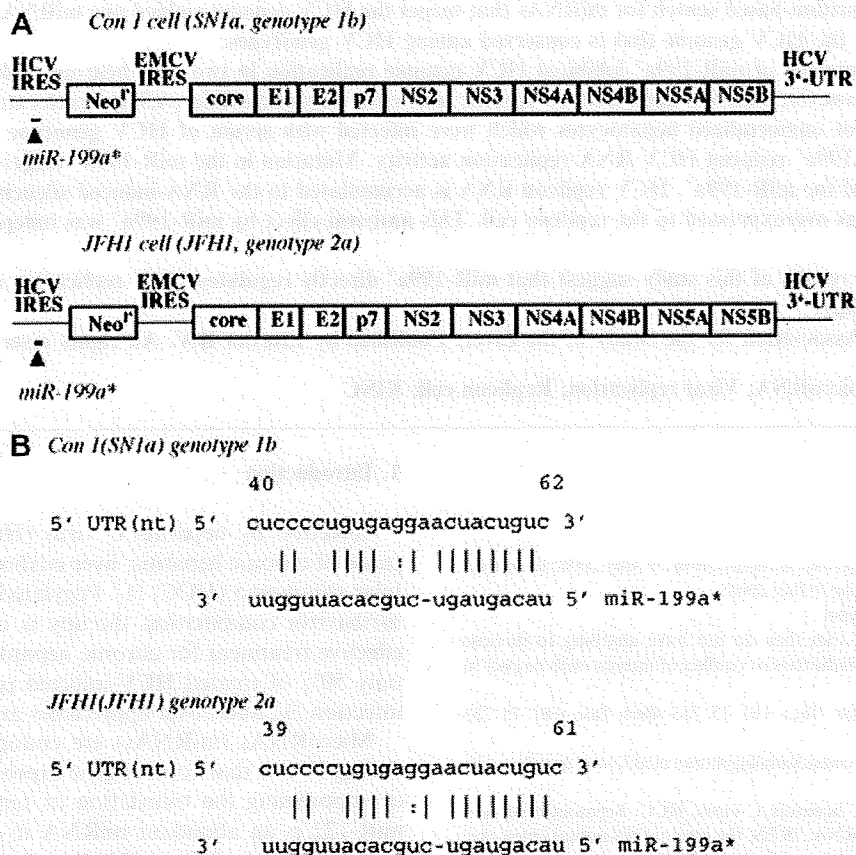 A
Con 1 cell (SN1a, genotype 1b)
HCV IRES
EMCV IRES
HCV 3'-UTR
Neo^r core E1 E2 p7 NS2 NS3 NS4A NS4B NS5A NS5B
miR-199a*
JFH1 cell (JFH1, genotype 2a)
HCV IRES
EMCV IRES
HCV 3'-UTR
Neo^r core E1 E2 p7 NS2 NS3 NS4A NS4B NS5A NS5B
miR-199a*
B Con 1(SN1a) genotype 1b
40 62
5' UTR(nt) 5' cuccccugugaggaacuacuguc 3'
3' uugguuacacguc-ugaugacau 5' miR-199a*
JFH1(JFH1) genotype 2a
39 61
5' UTR(nt) 5' cuccccugugaggaacuacuguc 3'
3' uugguuacacguc-ugaugacau 5' miR-199a*